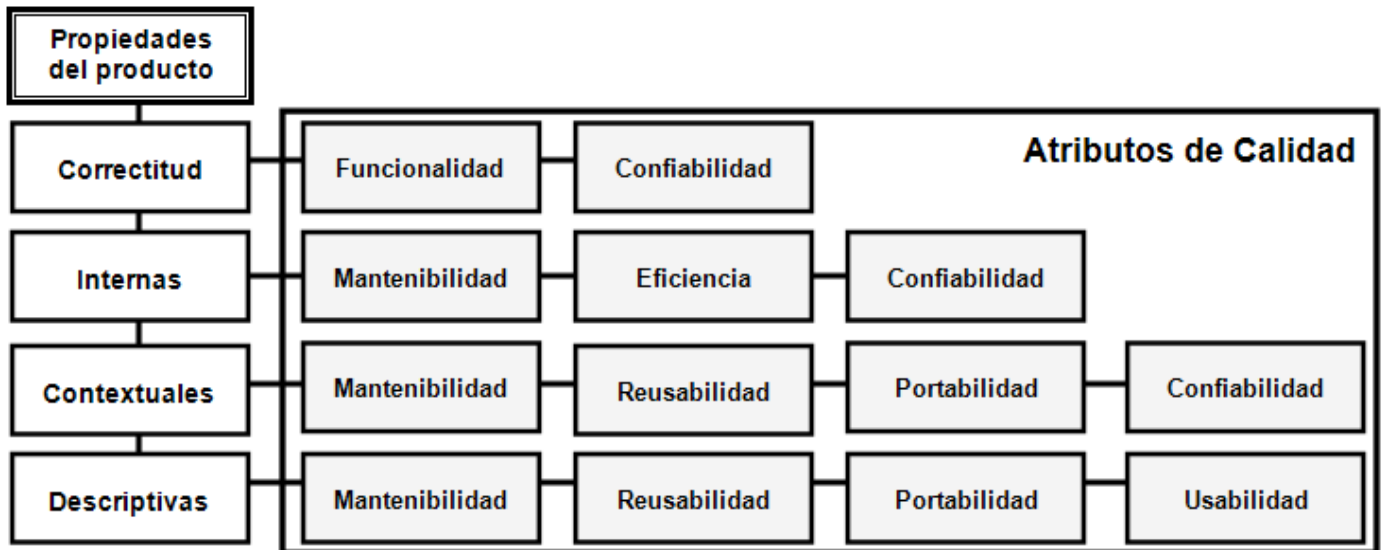 Propiedades
del producto
Atributos de Calidad
Correctitud
Funcionalidad
Confiabilidad
Internas
Mantenibilidad
Eficiencia
Confiabilidad
Contextuales
Mantenibilidad
Reusabilidad
Portabilidad
Confiabilidad
Descriptivas
Mantenibilidad
Reusabilidad
Portabilidad
Usabilidad